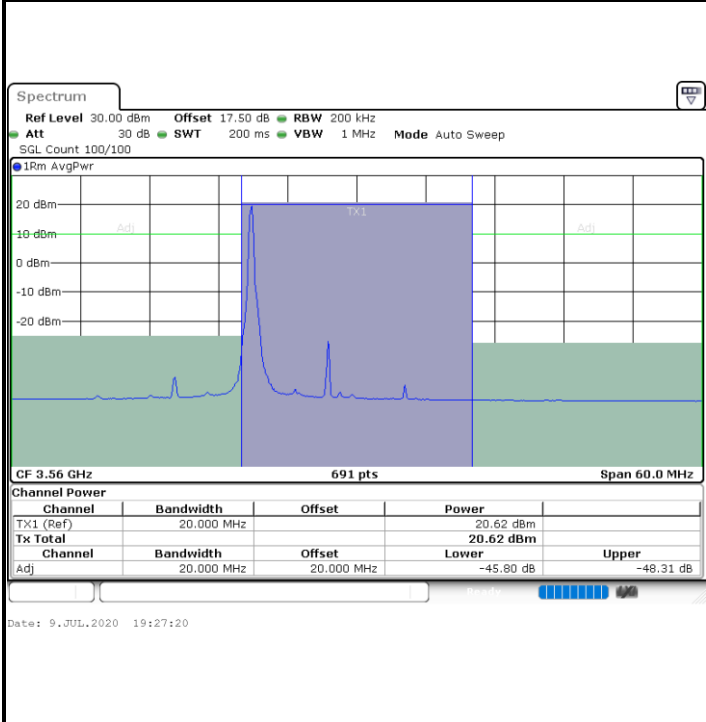 Spectrum
Ref Level 30.00 dBm Offset 17.50 dB RBW 200 kHz
Att 30 dB SWT 200 ms VBW 1 MHz Mode Auto Sweep
SGL Count 100/100
1Rm AvgPwr
20 dBm
TX1
Adj
Adj
10 dBm
0 dBm
-10 dBm
-20 dBm
CF 3.56 GHz 691 pts Span 60.0 MHz
Channel Power
Channel Bandwidth Offset Power
TX1 (Ref) 20.000 MHz 20.62 dBm
Tx Total 20.62 dBm
Channel Bandwidth Offset Lower Upper
Adj 20.000 MHz 20.000 MHz -45.80 dB -48.31 dB
Ready
Date: 9.JUL.2020 19:27:20